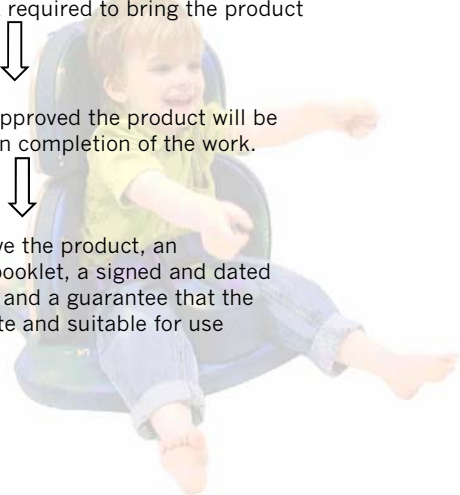 required to bring the product
pproved the product will be
n completion of the work.
ve the product, an
booklet, a signed and dated
and a guarantee that the
te and suitable for use